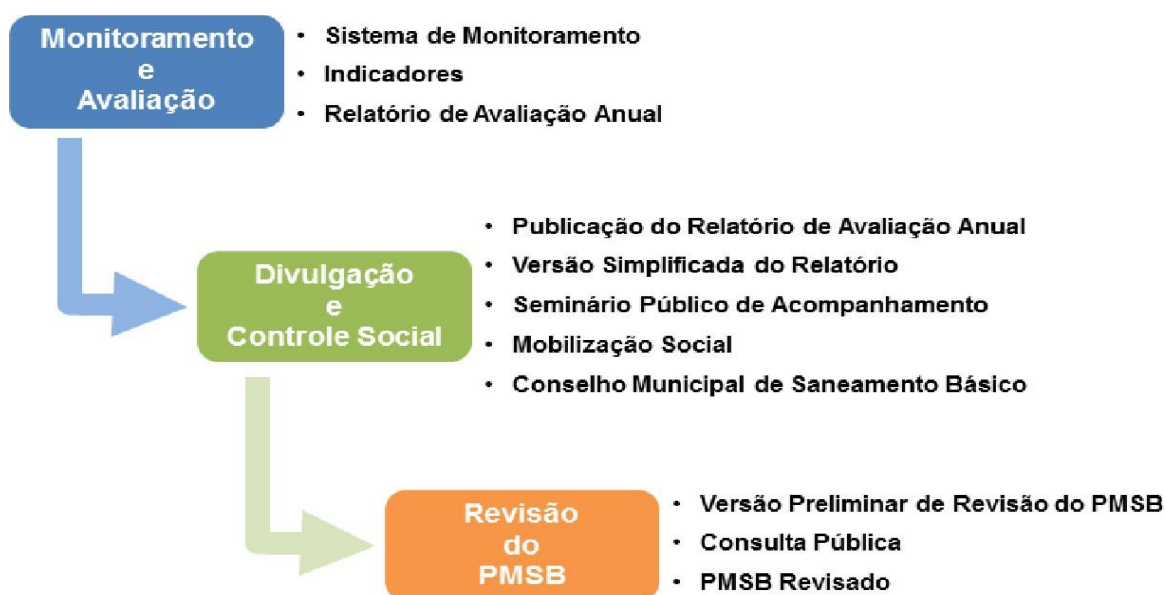 Monitoramento
e
Avaliação
• Sistema de Monitoramento
• Indicadores
• Relatório de Avaliação Anual
Divulgação
e
Controle Social
• Publicação do Relatório de Avaliação Anual
• Versão Simplificada do Relatório
• Seminário Público de Acompanhamento
• Mobilização Social
• Conselho Municipal de Saneamento Básico
Revisão
do
PMSB
• Versão Preliminar de Revisão do PMSB
• Consulta Pública
• PMSB Revisado